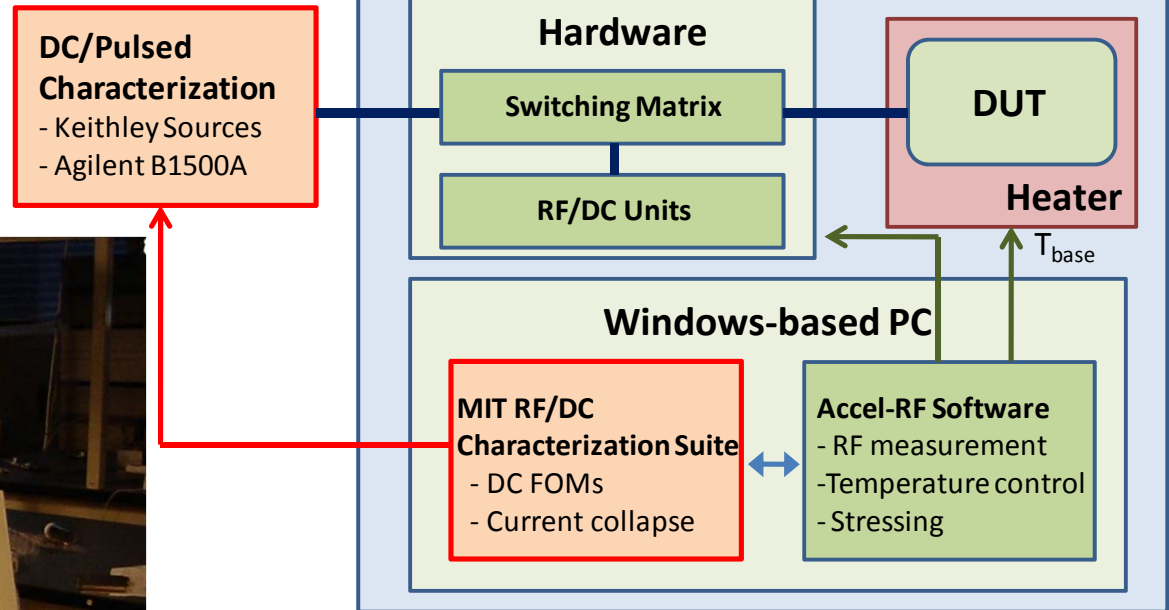 DC/Pulsed
Characterization
- Keithley Sources
- Agilent B1500A
Hardware
Switching Matrix
RF/DC Units
DUT
Heater
T_base
Windows-based PC
MIT RF/DC
Characterization Suite
- DC FOMs
- Current collapse
Accel-RF Software
- RF measurement
-Temperature control
- Stressing